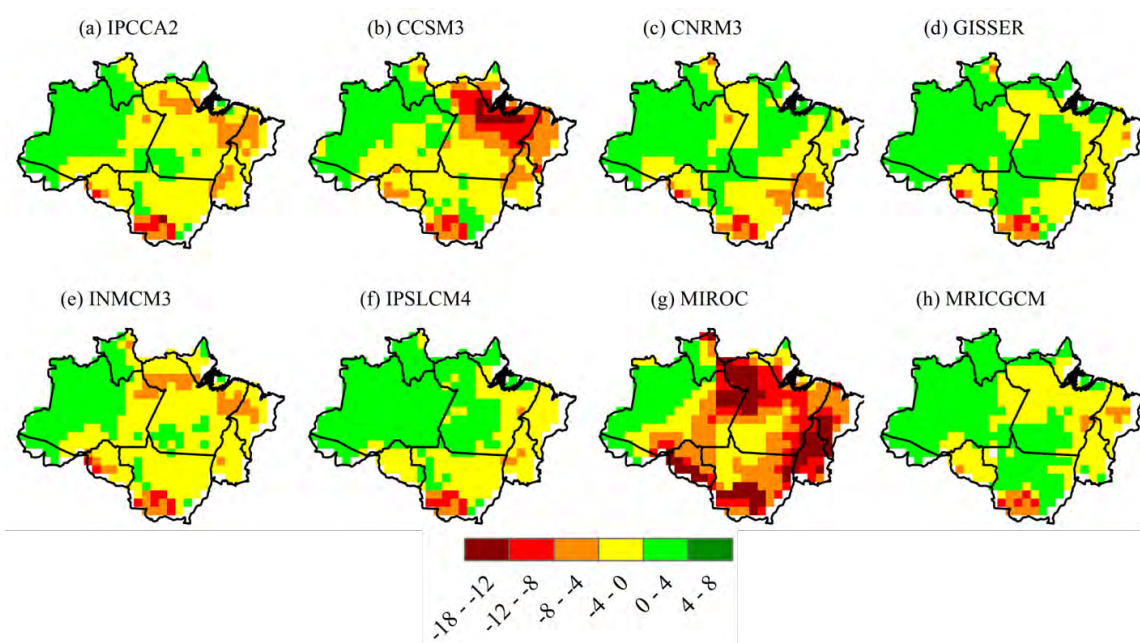 (a) IPCCA2
(b) CCSM3
(c) CNRM3
(d) GISSER
(e) INMCM3
(f) IPSLCM4
(g) MIROC
(h) MRICGCM
-18 - -12
-12 - -8
-8 - -4
-4 - 0
0 - 4
4 - 8